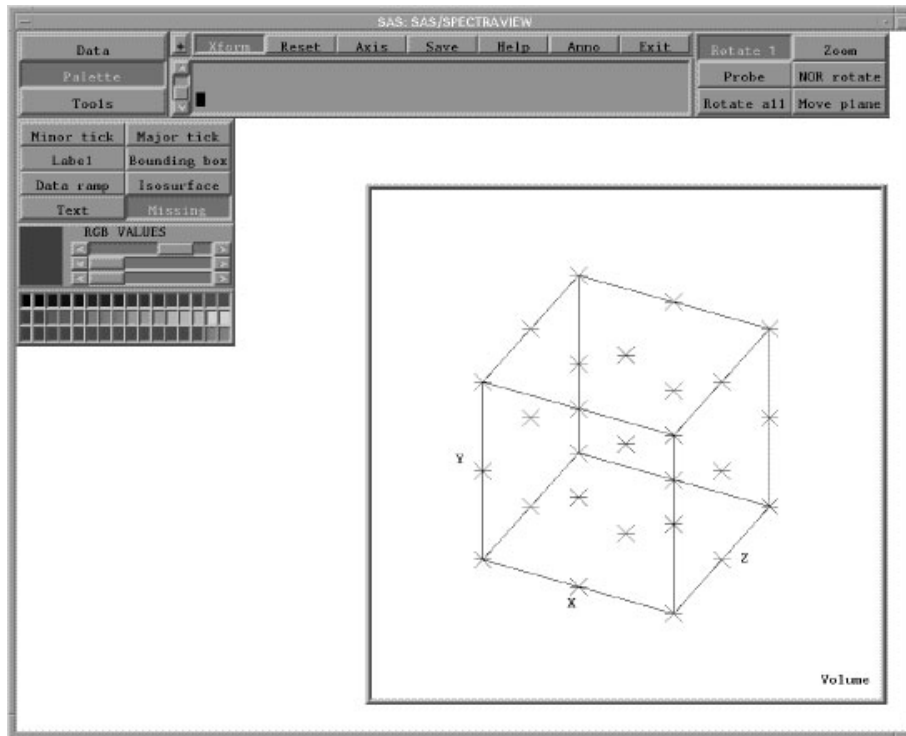 SAS: SAS/SPECTRAVIEW
Data
Palette
Tools
+
Xform Reset Axis Save Help Anno Exit
Rotate 1 Zoom
Probe NOR rotate
Rotate all Move plane
Minor tick Major tick
Label Bounding box
Data ramp Isosurface
Text Missing
RGB VALUES
Y
Z
X
Volume